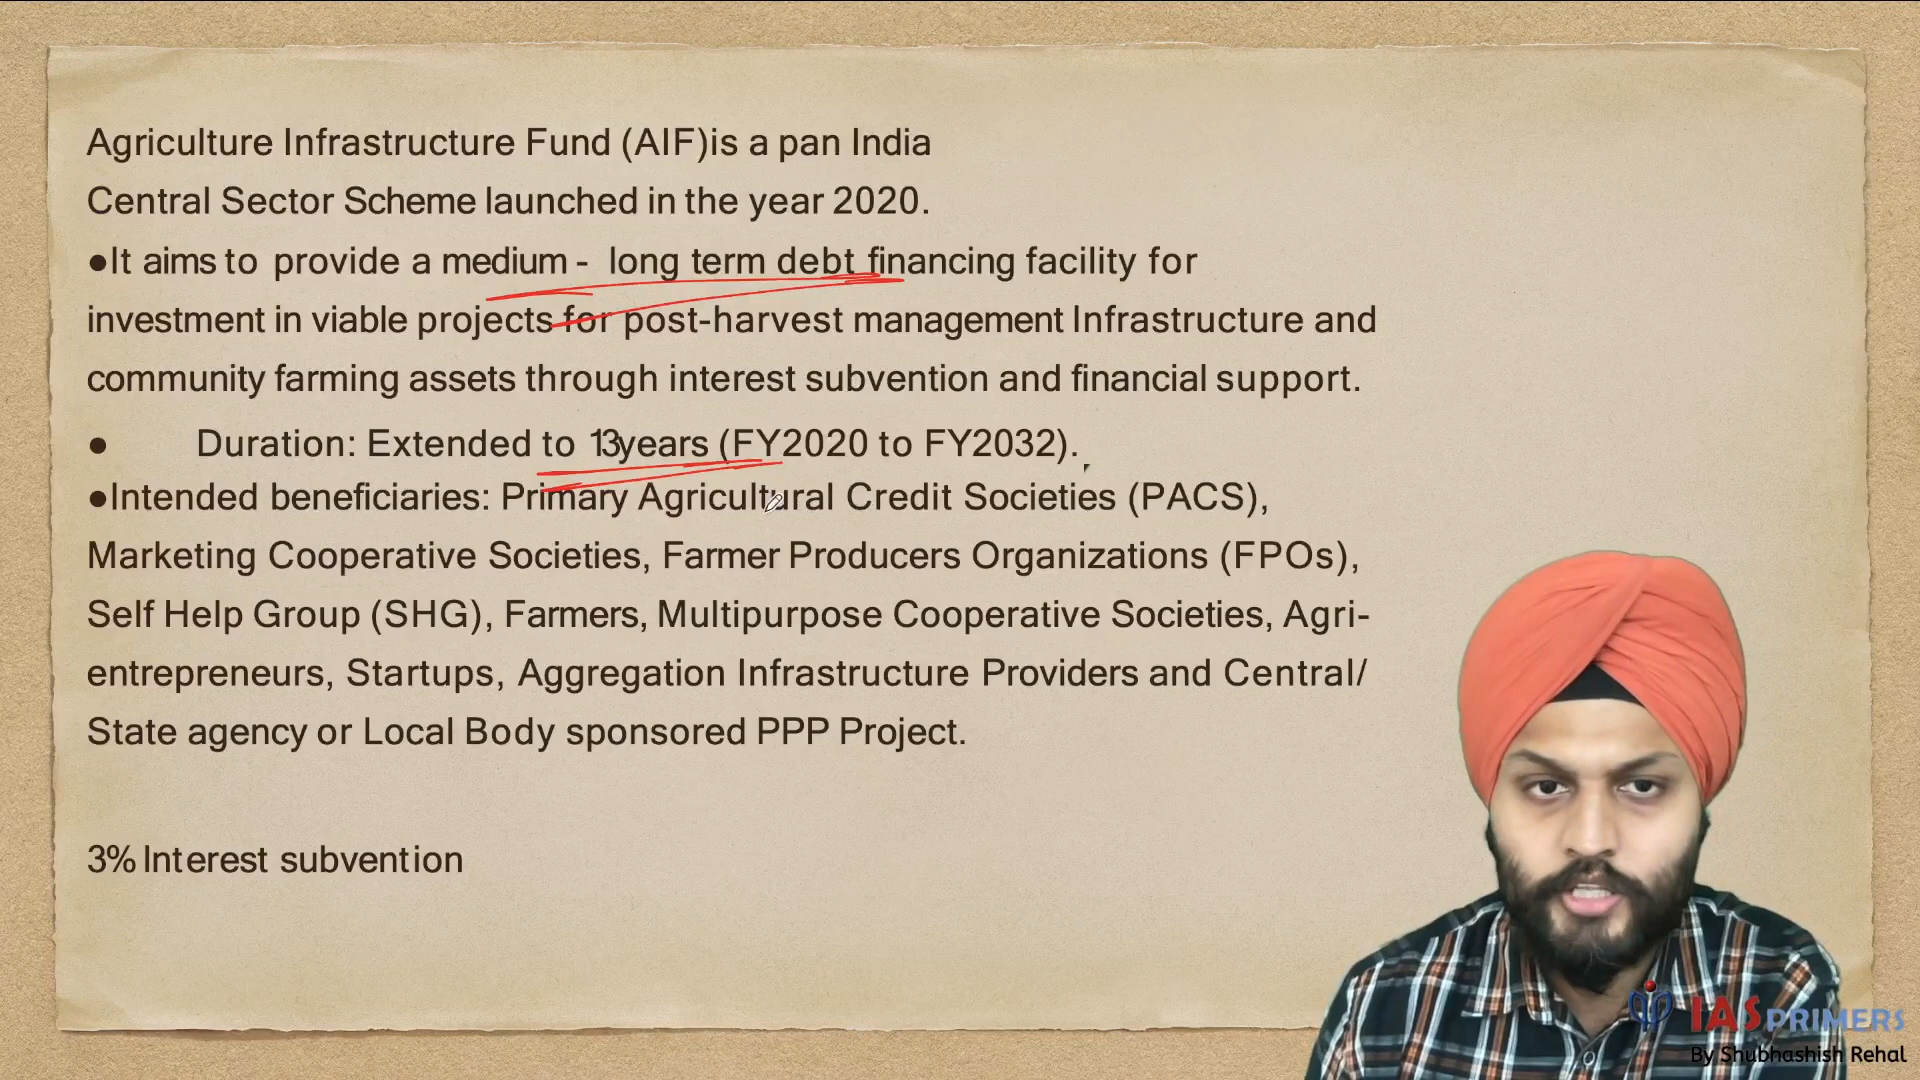 Agriculture Infrastructure Fund (AIF)is a pan India
Central Sector Scheme launched in the year 2020.
●It aims to provide a medium - long term debt financing facility for
investment in viable projects for post-harvest management Infrastructure and
community farming assets through interest subvention and financial support.
● Duration: Extended to 13years (FY2020 to FY2032).
●Intended beneficiaries: Primary Agricultural Credit Societies (PACS),
Marketing Cooperative Societies, Farmer Producers Organizations (FPOs),
Self Help Group (SHG), Farmers, Multipurpose Cooperative Societies, Agri-
entrepreneurs, Startups, Aggregation Infrastructure Providers and Central/
State agency or Local Body sponsored PPP Project.
3% Interest subvention
IAS PRIMERS
By Shubhashish Rehal